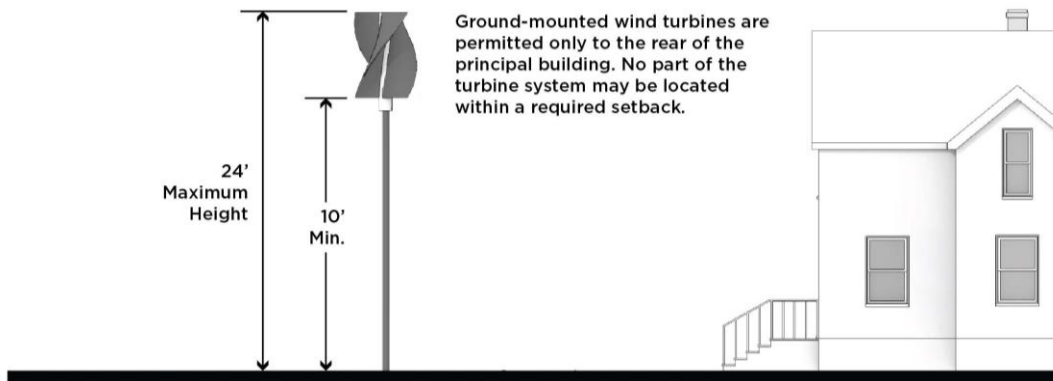 Ground-mounted wind turbines are
permitted only to the rear of the
principal building. No part of the
turbine system may be located
within a required setback.
24’
Maximum
Height
10’
Min.